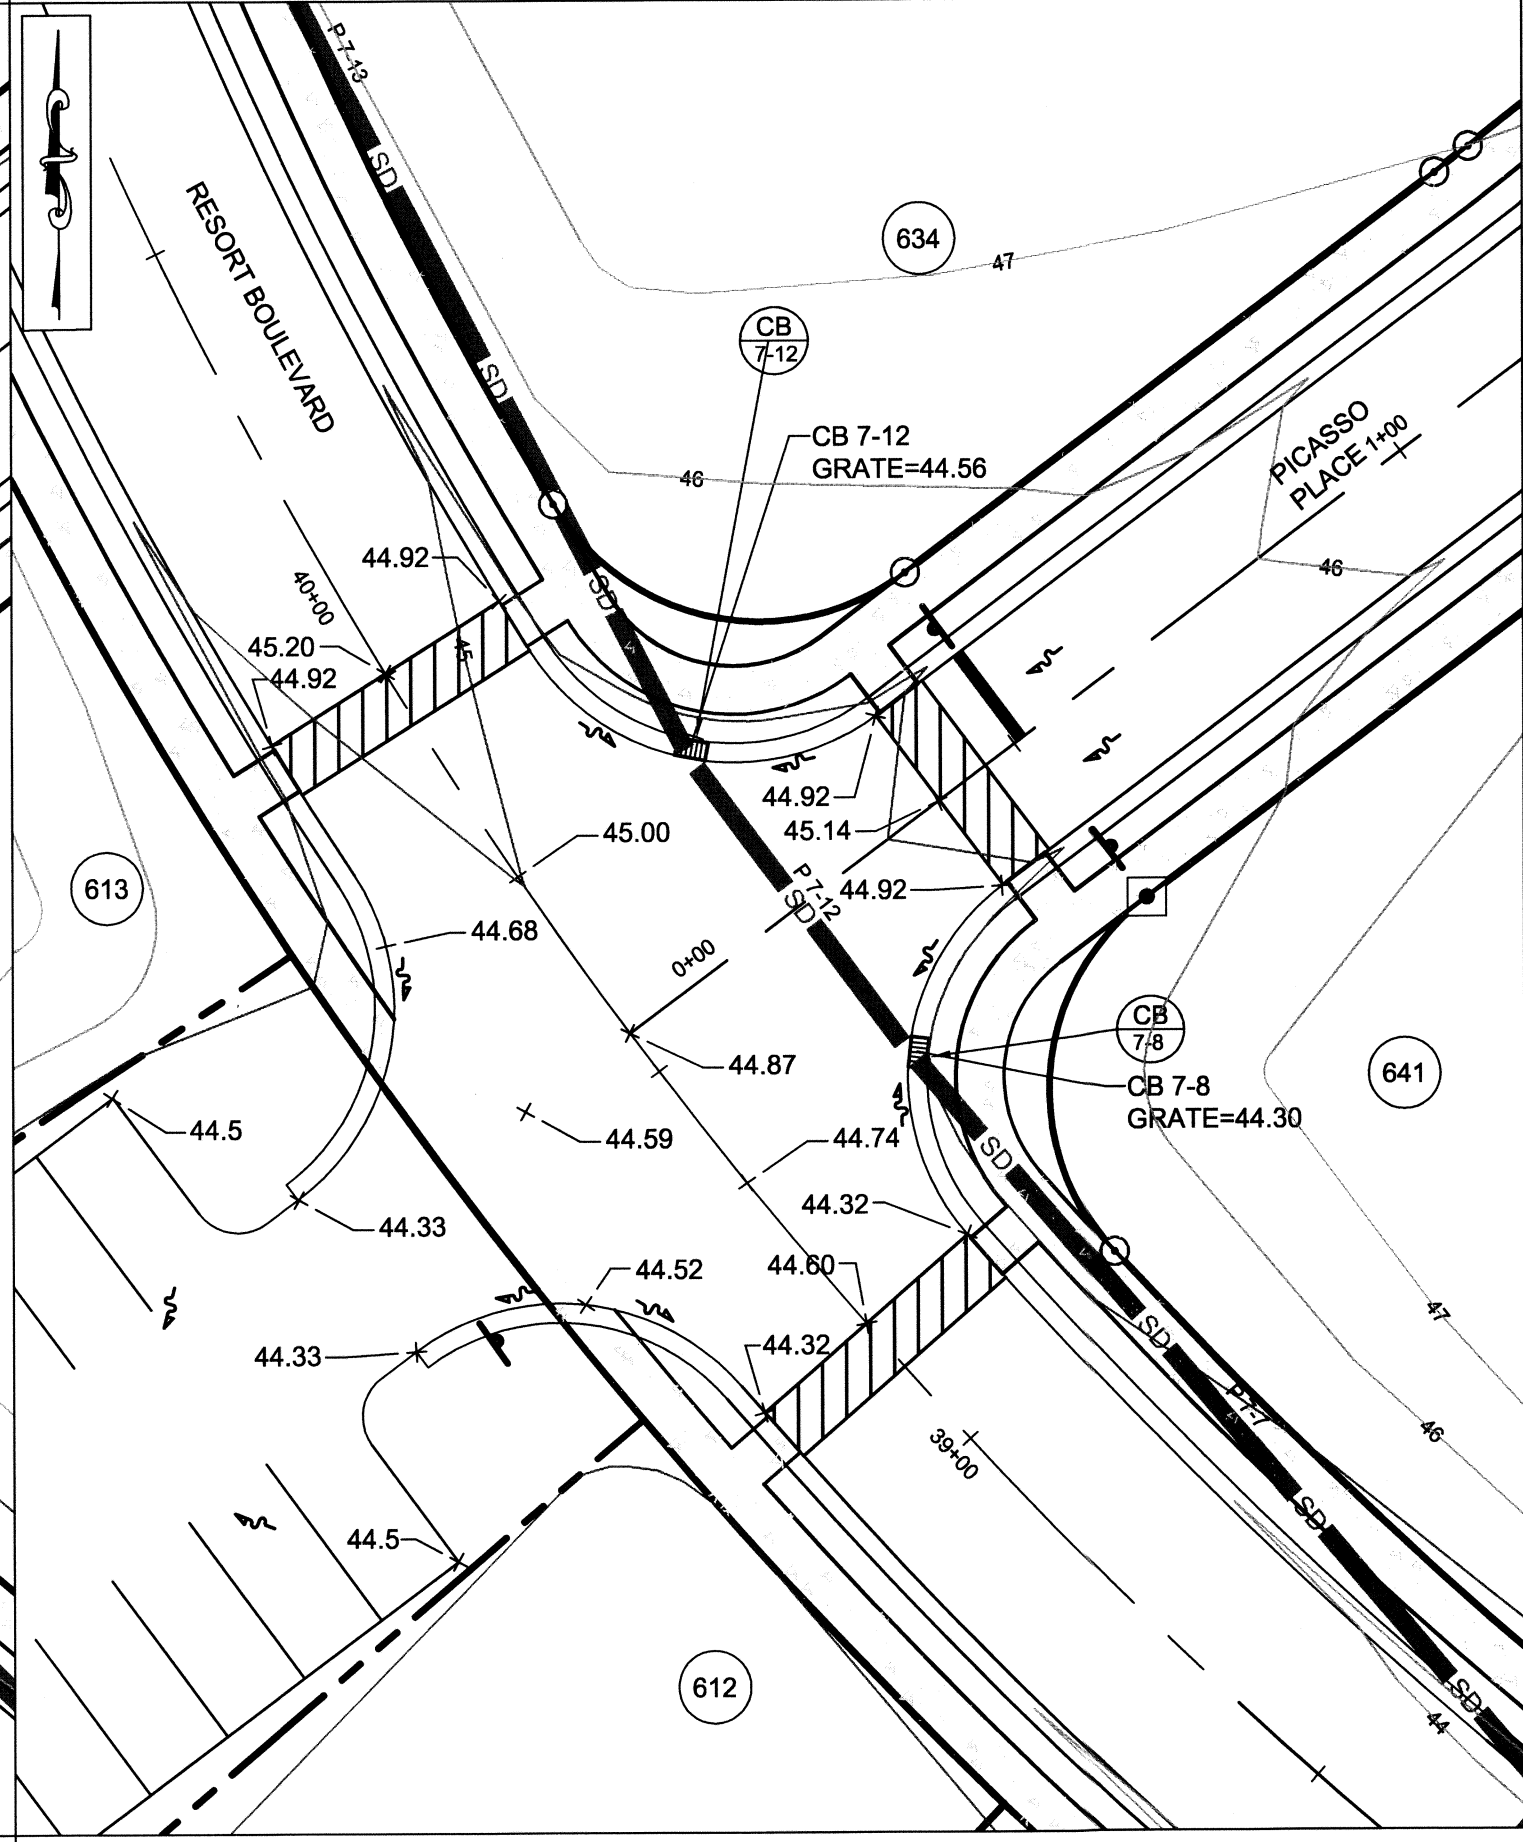 P 7-13
SD
RESORT BOULEVARD
634
47
CB
7-12
SD
CB 7-12
GRATE=44.56
46
PICASSO
PLACE 1+00
44.92
SD
46
40+00
45.20
45
44.92
44.92
45.00
45.14
P 7-12
44.92
SD
613
44.68
0+00
CB
7-8
44.87
641
CB 7-8
GRATE=44.30
44.5
44.59
44.74
SD
44.32
44.33
44.60
44.52
47
SD
44.32
44.33
P 7-7
46
39+00
SD
44.5
612
SD
44